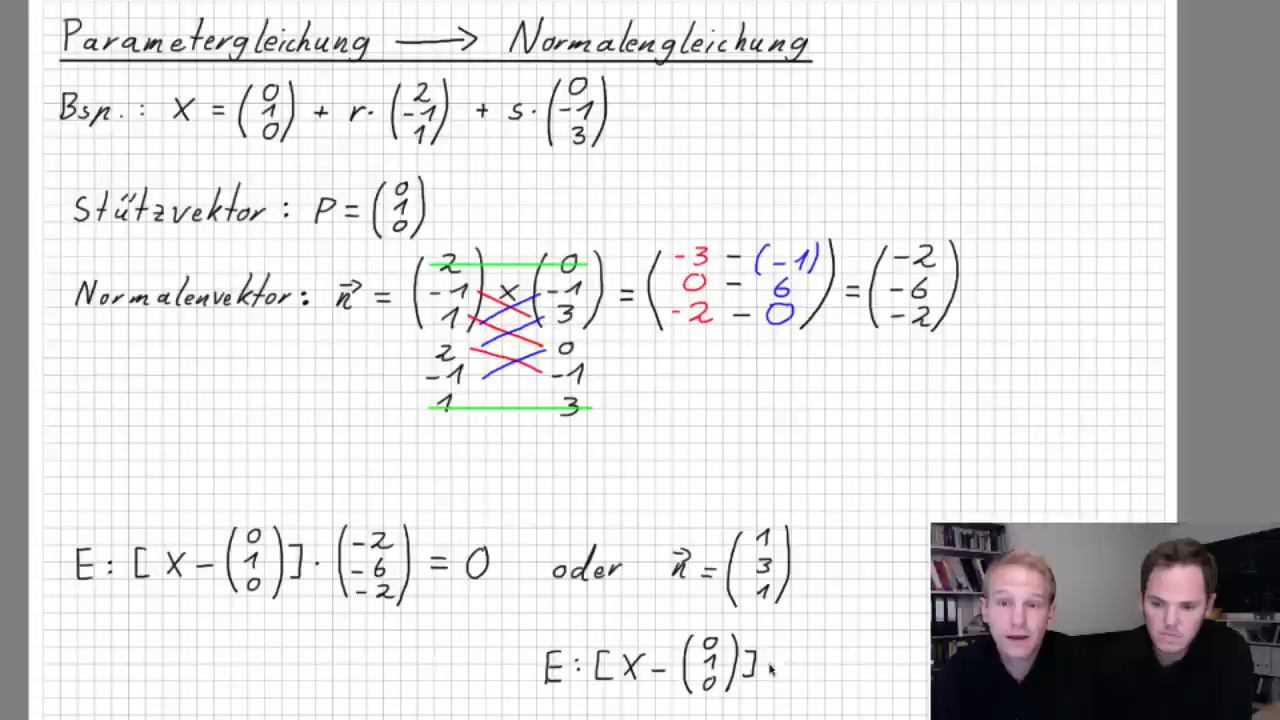 Parametergleichung ⟶ Normalengleichung
Bsp.: X = (0 1 0) + r· (2 -1 1) + s· (0 -1 3)
Stützvektor: P = (0 1 0)
Normalenvektor: n⃗ = (2 -1 1) × (0 -1 3) = (-3 - (-1) 0 - 6 -2 - 0) = (-2 -6 -2)
2 0
-1 -1
1 3
E: [X - (0 1 0)] · (-2 -6 -2) = 0 oder n⃗ = (1 3 1)
E: [X - (0 1 0)] ·